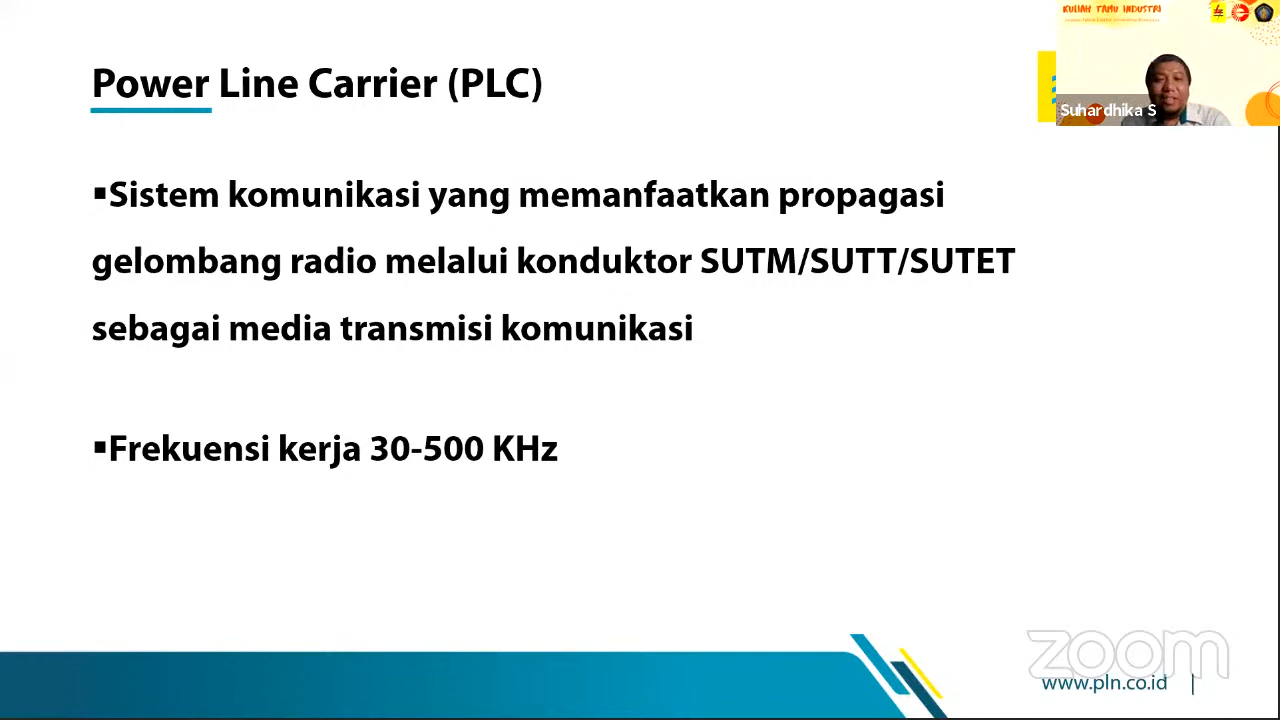 KULIAH TAMU INDUSTRI
Power Line Carrier (PLC)
Suhardhika S
▪Sistem komunikasi yang memanfaatkan propagasi
gelombang radio melalui konduktor SUTM/SUTT/SUTET
sebagai media transmisi komunikasi
▪Frekuensi kerja 30-500 KHz
zoom
www.pln.co.id |